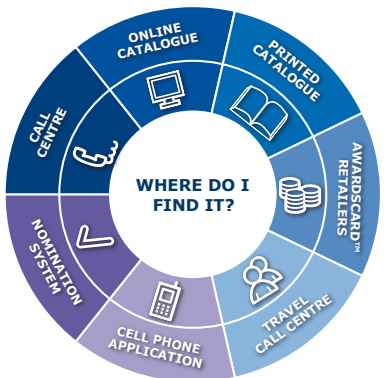 WHERE DO I
FIND IT?
ONLINE
CATALOGUE
PRINTED
CATALOGUE
AWARDSCARD™
RETAILERS
TRAVEL
CALL CENTRE
CELL PHONE
APPLICATION
NOMINATION
SYSTEM
CALL
CENTRE